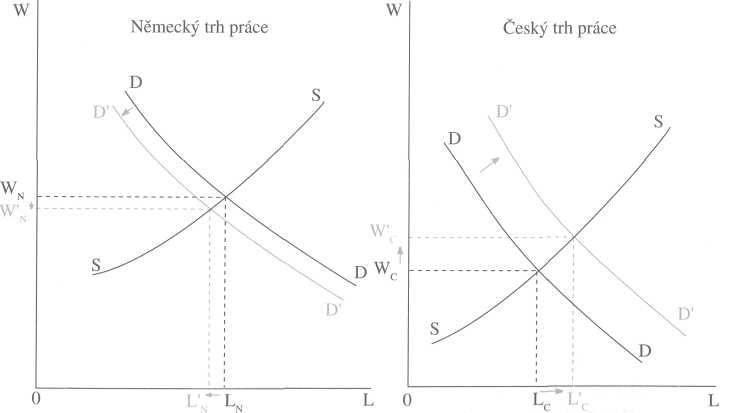 W
Německý trh práce
D
D'
S
W_N
W'_N
S
D
D'
0
L'_N
L_N
L
W
Český trh práce
D'
S
D
W'_C
W_C
S
D'
D
0
L_C
L'_C
L